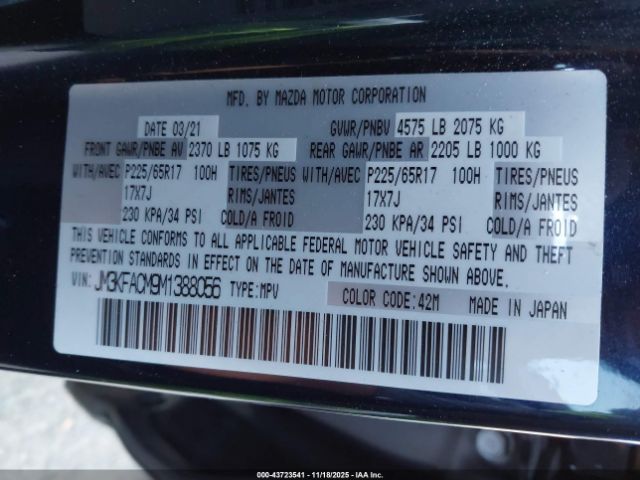 MFD. BY MAZDA MOTOR CORPORATION
DATE 03/21 GVWR/PNBV 4575 LB 2075 KG
FRONT GAWR/PNBE AV 2370 LB 1075 KG REAR GAWR/PNBE AR 2205 LB 1000 KG
WITH/AVEC P225/65R17 100H TIRES/PNEUS WITH/AVEC P225/65R17 100H TIRES/PNEUS
17X7J RIMS/JANTES 17X7J RIMS/JANTES
230 KPA/34 PSI COLD/A FROID 230 KPA/34 PSI COLD/A FROID
THIS VEHICLE CONFORMS TO ALL APPLICABLE FEDERAL MOTOR VEHICLE SAFETY AND THEFT
PREVENTION STANDARDS IN EFFECT ON THE DATE OF MANUFACTURE SHOWN ABOVE.
VIN: JM3KFACM9M1388056 TYPE:MPV COLOR CODE:42M MADE IN JAPAN
000-43723541 - 11/18/2025 - IAA Inc.